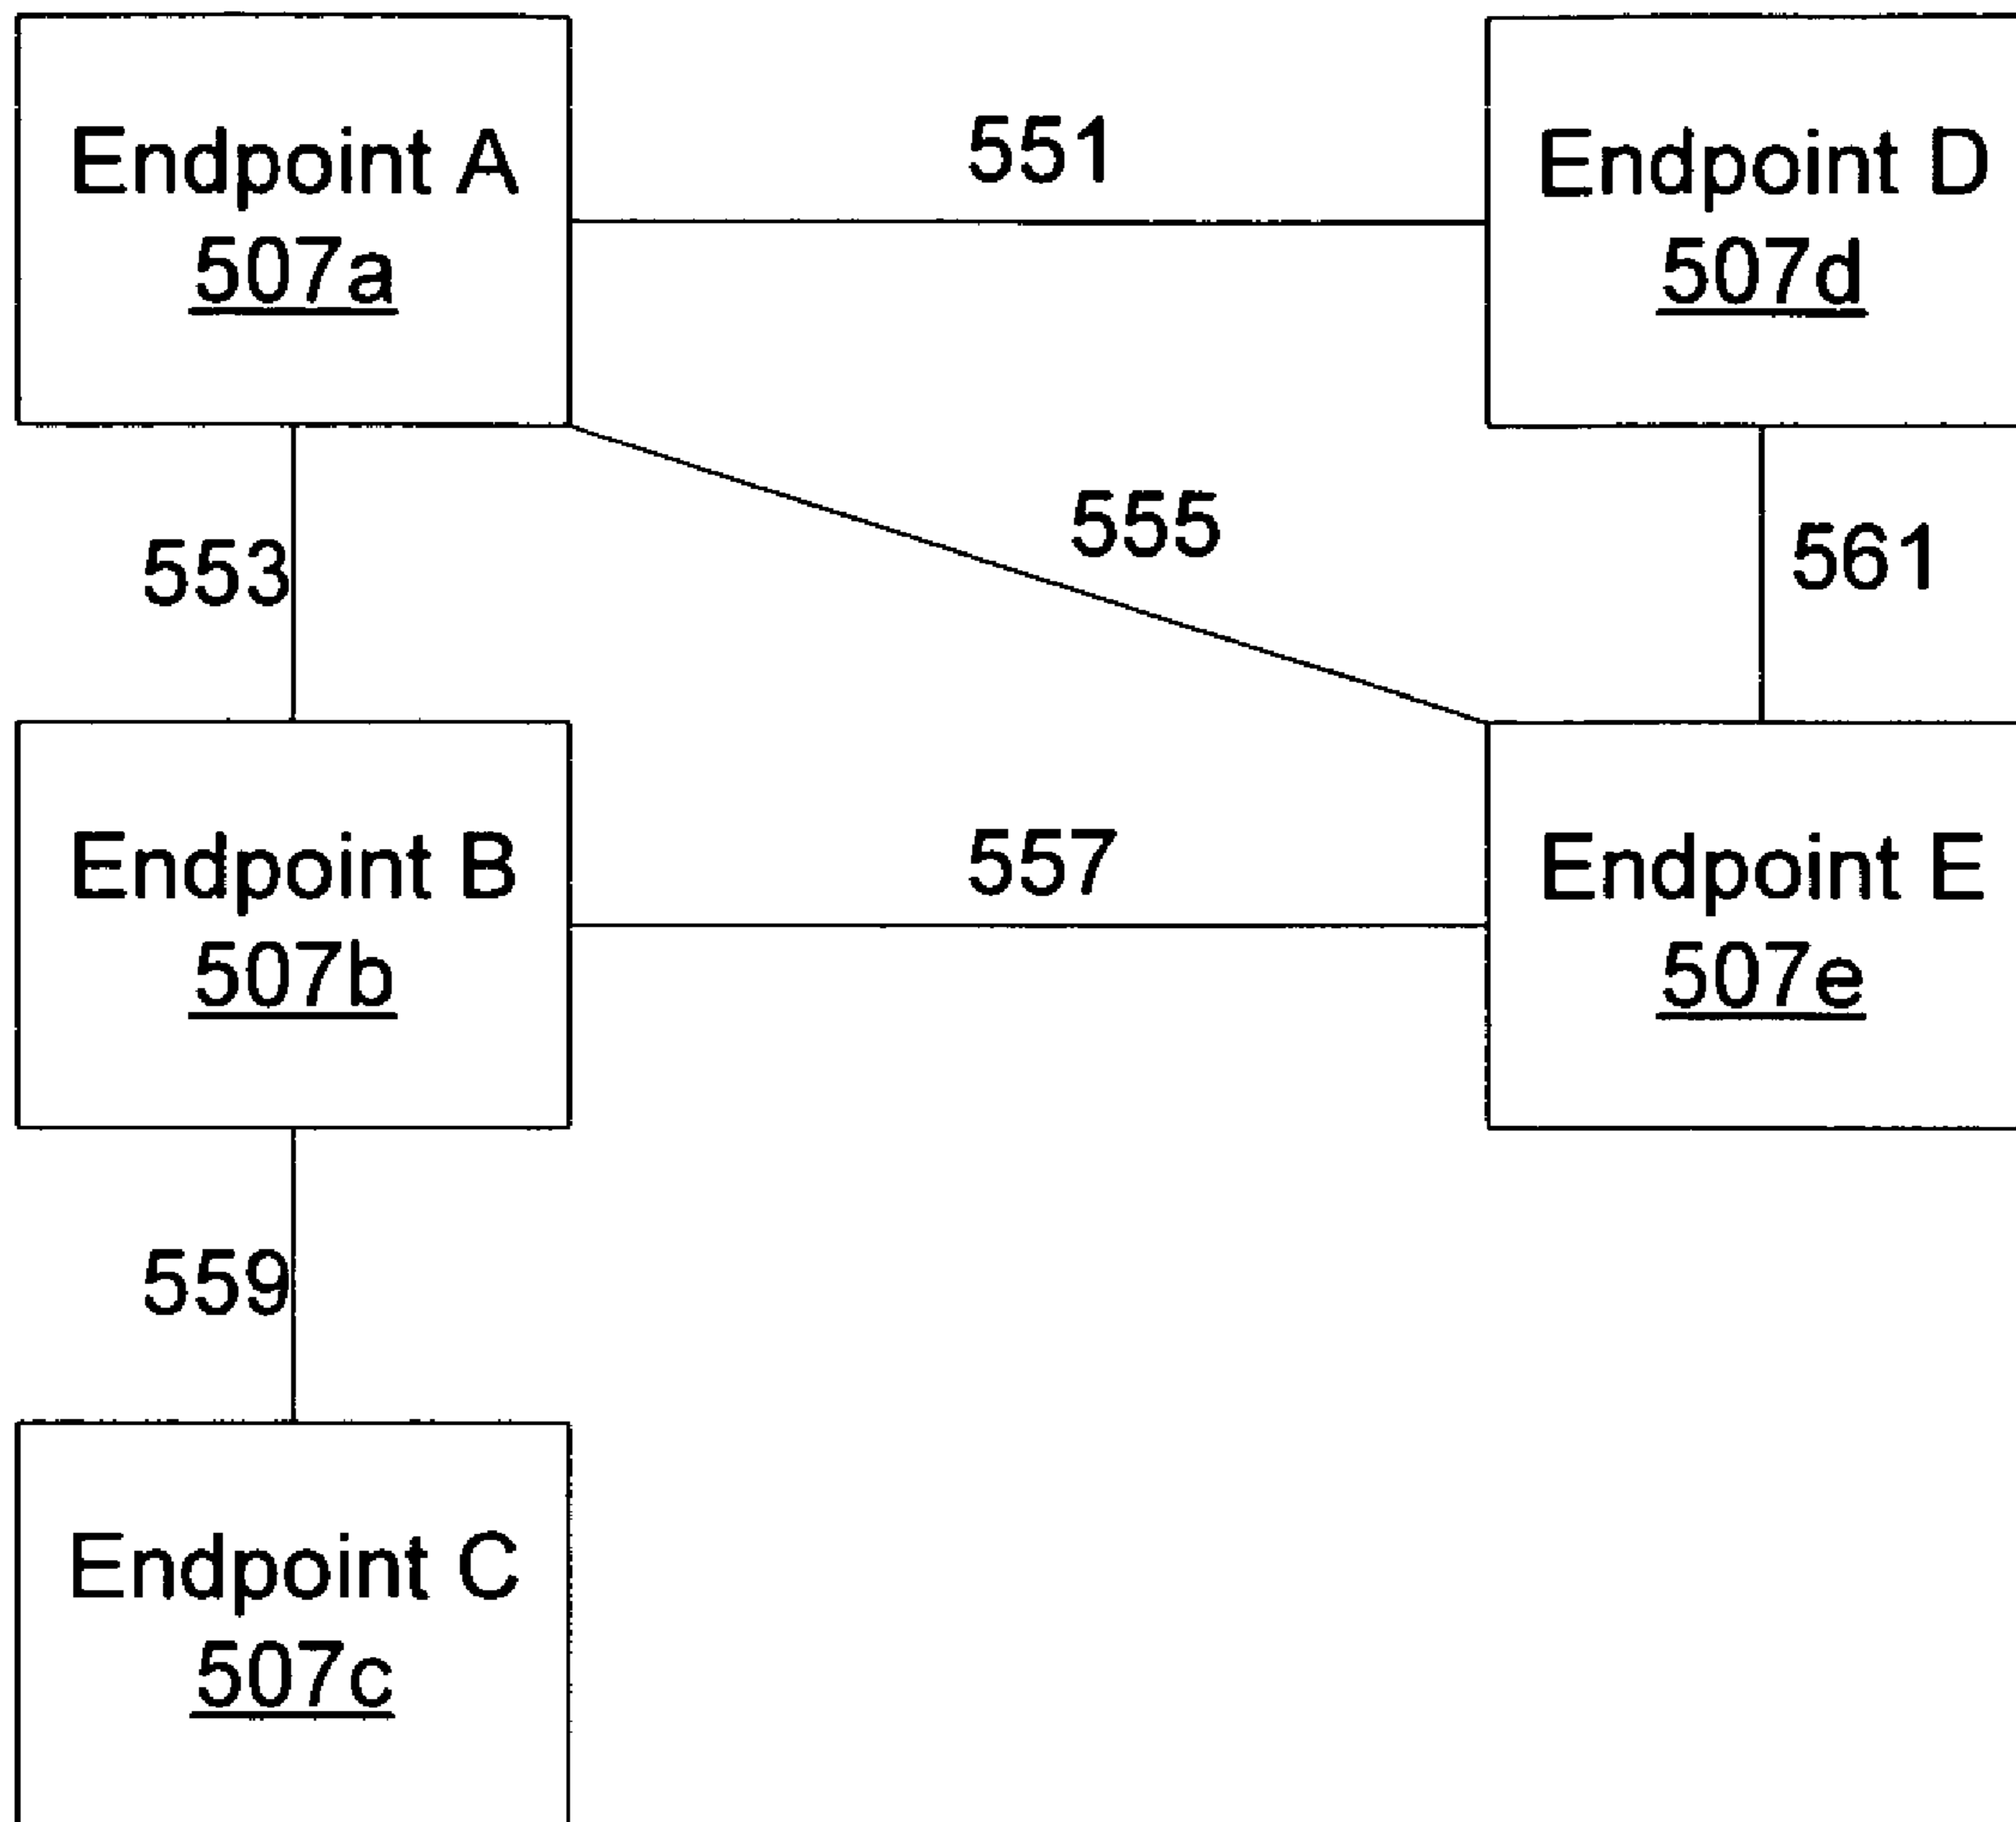 Endpoint A
507a
551
Endpoint D
507d
553
555
561
Endpoint B
507b
557
Endpoint E
507e
559
Endpoint C
507c